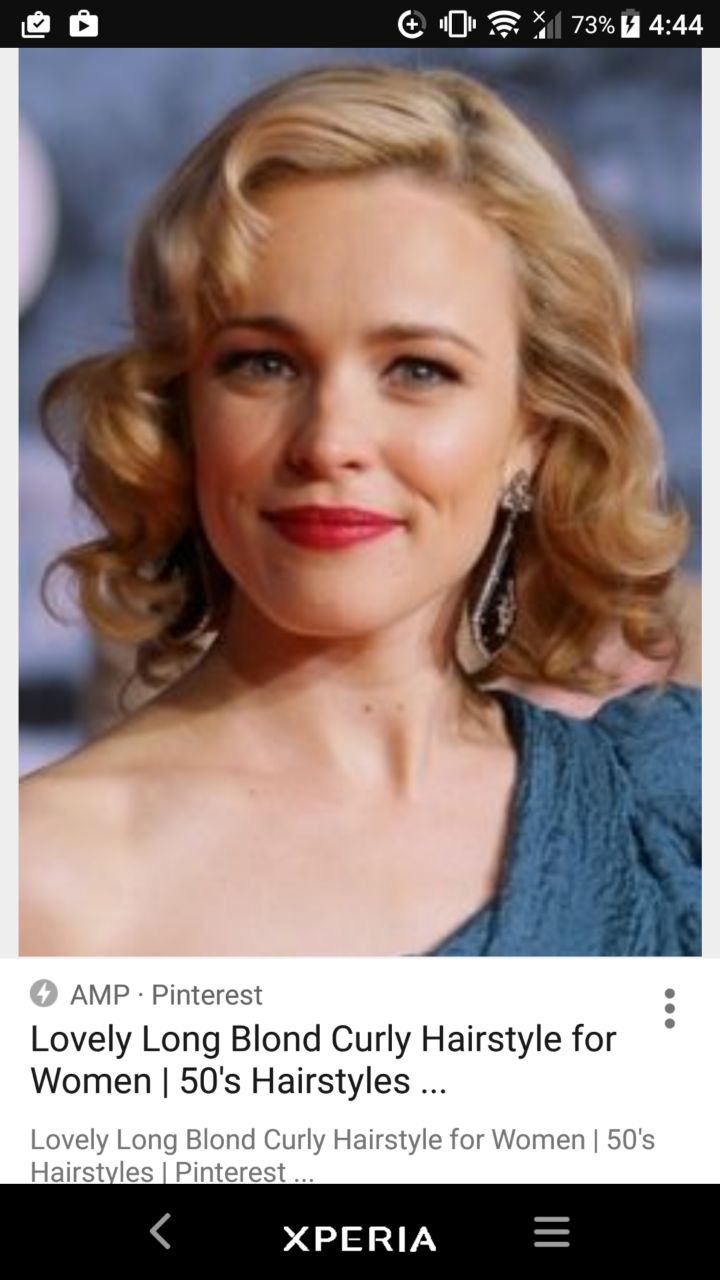 73% 4:44
AMP · Pinterest
Lovely Long Blond Curly Hairstyle for
Women | 50's Hairstyles ...
Lovely Long Blond Curly Hairstyle for Women | 50's
Hairstyles | Pinterest ...
XPERIA